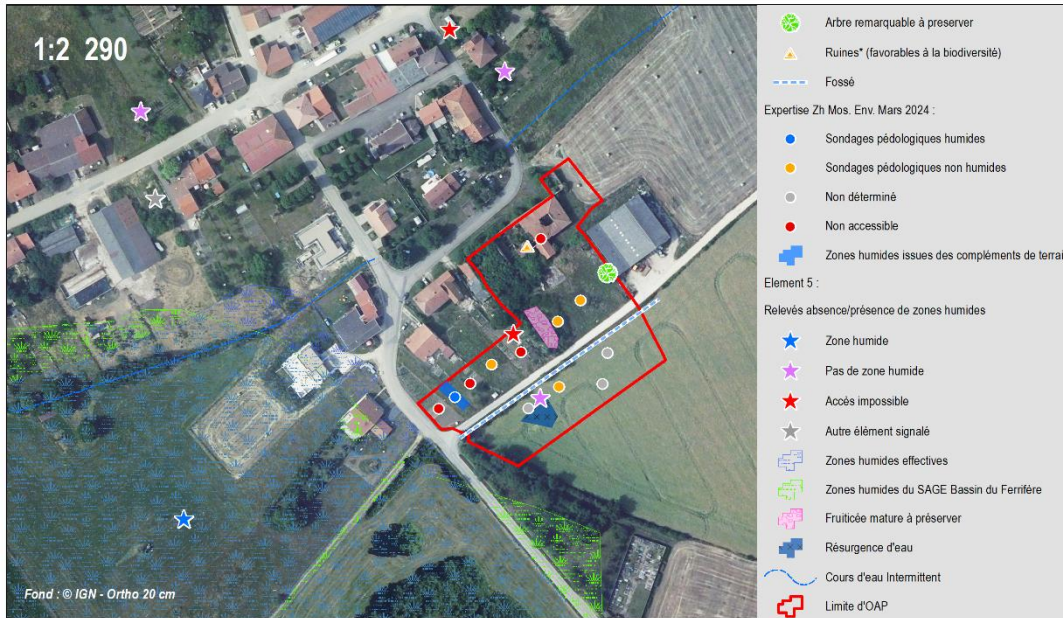 1:2 290
Fond : © IGN - Ortho 20 cm
Arbre remarquable à preserver
Ruines* (favorables à la biodiversité)
Fossé
Expertise Zh Mos. Env. Mars 2024 :
Sondages pédologiques humides
Sondages pédologiques non humides
Non déterminé
Non accessible
Zones humides issues des compléments de terrai
Element 5 :
Relevés absence/présence de zones humides
Zone humide
Pas de zone humide
Accès impossible
Autre élèment signalé
Zones humides effectives
Zones humides du SAGE Bassin du Ferrifére
Fruiticée mature à préserver
Résurgence d'eau
Cours d'eau Intermittent
Limite d'OAP